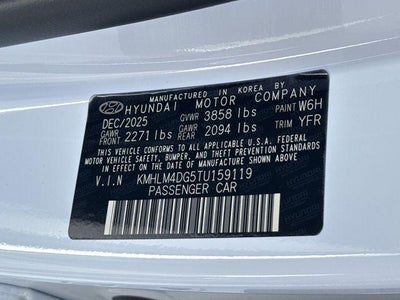 MANUFACTURED IN KOREA BY
HYUNDAI MOTOR COMPANY
DEC/2025 GVWR 3858 lbs PAINT W6H
GAWR FRONT 2271 lbs GAWR REAR 2094 lbs TRIM YFR
THIS VEHICLE CONFORMS TO ALL APPLICABLE U.S.A. FEDERAL
MOTOR VEHICLE SAFETY, BUMPER, AND THEFT PREVENTION STANDARDS
IN EFFECT ON THE DATE OF MANUFACTURE SHOWN ABOVE.
V.I.N KMHLM4DG5TU159119
PASSENGER CAR